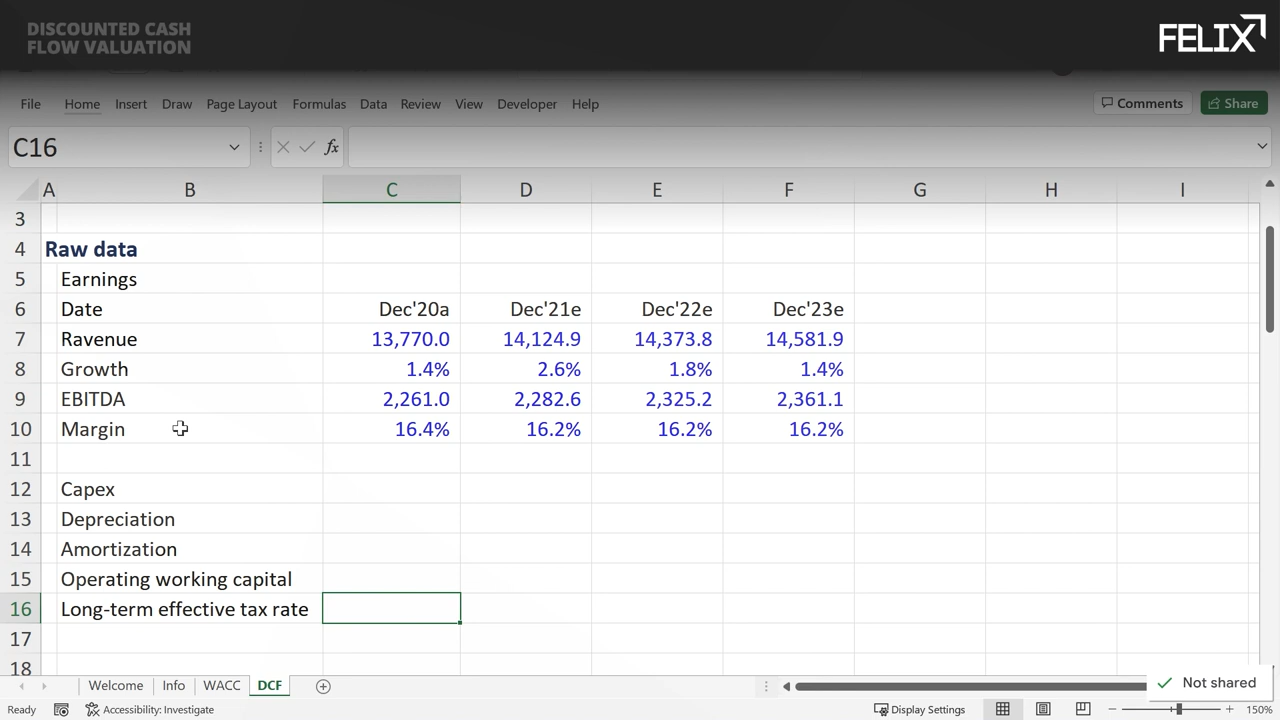 DISCOUNTED CASH
FLOW VALUATION
FELIX
File Home Insert Draw Page Layout Formulas Data Review View Developer Help Comments Share
C16 fx
A B C D E F G H I
3
4 Raw data
5 Earnings
6 Date Dec'20a Dec'21e Dec'22e Dec'23e
7 Revenue 13,770.0 14,124.9 14,373.8 14,581.9
8 Growth 1.4% 2.6% 1.8% 1.4%
9 EBITDA 2,261.0 2,282.6 2,325.2 2,361.1
10 Margin 16.4% 16.2% 16.2% 16.2%
11
12 Capex
13 Depreciation
14 Amortization
15 Operating working capital
16 Long-term effective tax rate
17
18
Welcome Info WACC DCF Not shared
Ready Accessibility: Investigate Display Settings 150%